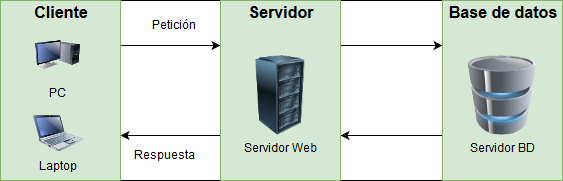 Cliente
Servidor
Base de datos
Petición
PC
Laptop
Respuesta
Servidor Web
Servidor BD